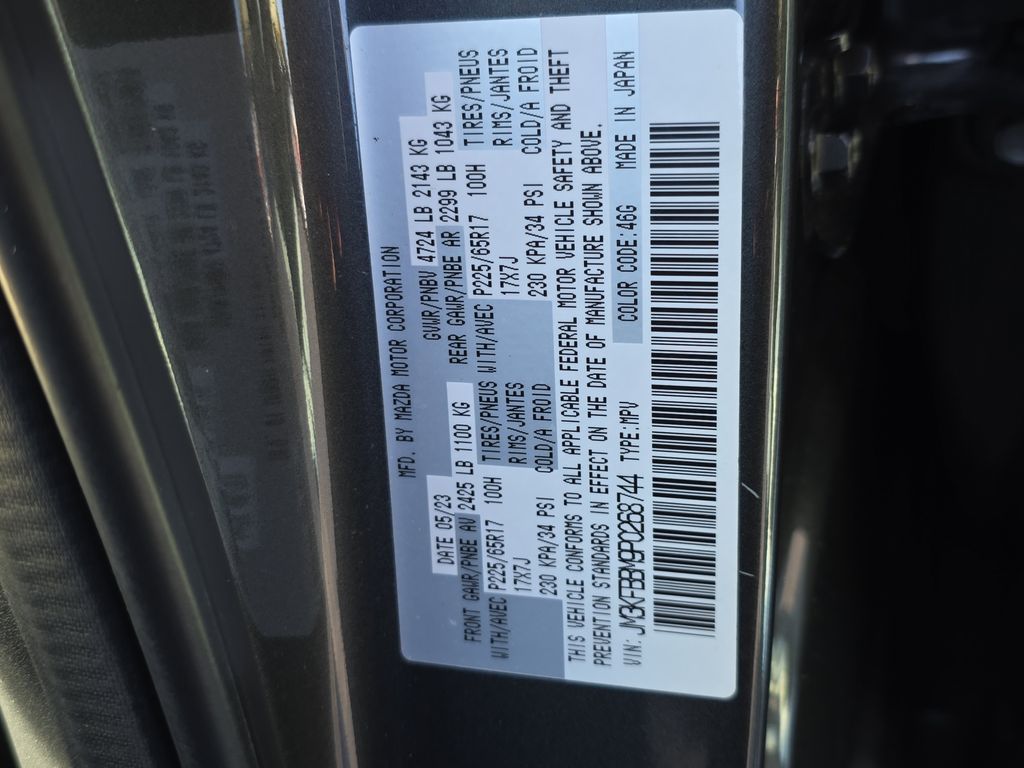 MFD. BY MAZDA MOTOR CORPORATION
DATE 05/23 GVWR/PNBV 4724 LB 2143 KG
FRONT GAWR/PNBE AV 2425 LB 1100 KG REAR GAWR/PNBE AR 2299 LB 1043 KG
WITH/AVEC P225/65R17 100H TIRES/PNEUS WITH/AVEC P225/65R17 100H TIRES/PNEUS
17X7J RIMS/JANTES 17X7J RIMS/JANTES
230 KPA/34 PSI COLD/A FROID 230 KPA/34 PSI COLD/A FROID
THIS VEHICLE CONFORMS TO ALL APPLICABLE FEDERAL MOTOR VEHICLE SAFETY AND THEFT
PREVENTION STANDARDS IN EFFECT ON THE DATE OF MANUFACTURE SHOWN ABOVE.
VIN: JM3KFBBM9P0268744 TYPE:MPV COLOR CODE:46G MADE IN JAPAN